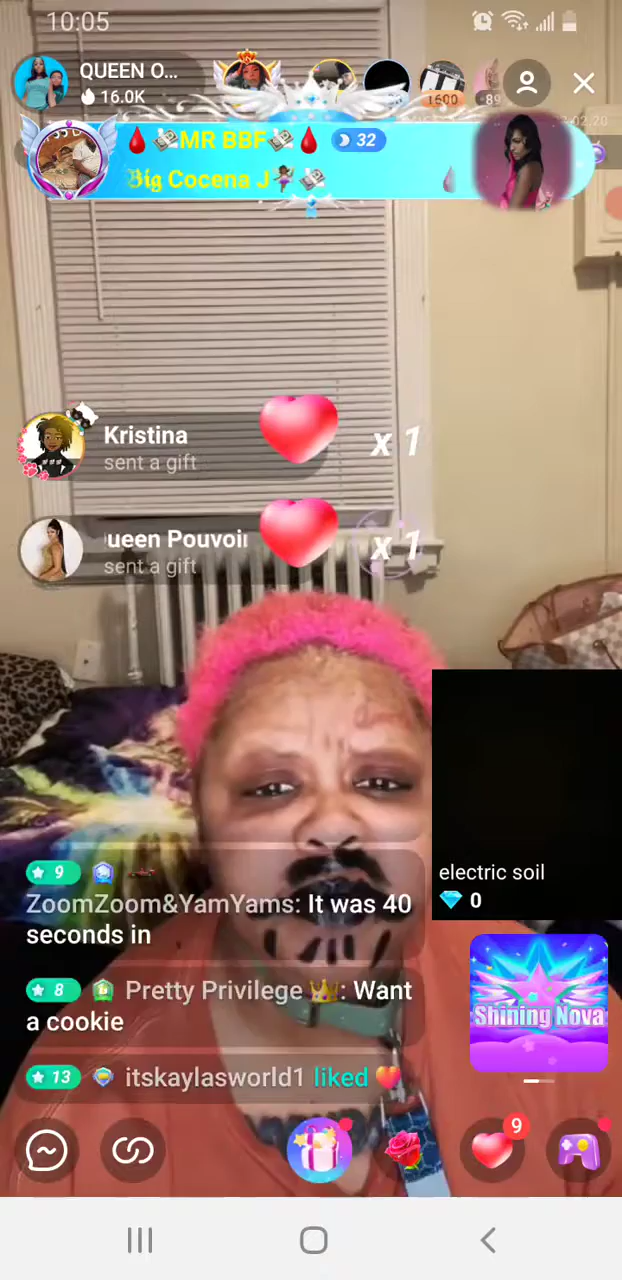 10:05
QUEEN O...
16.0K
1600
89
MR BBF 32
Big Cocena J
Kristina
sent a gift
x 1
ueen Pouvoir
sent a gift
x 1
electric soil
0
9
ZoomZoom&YamYams: It was 40
seconds in
8 Pretty Privilege : Want
a cookie
Shining Nova
13 itskaylasworld1 liked
9